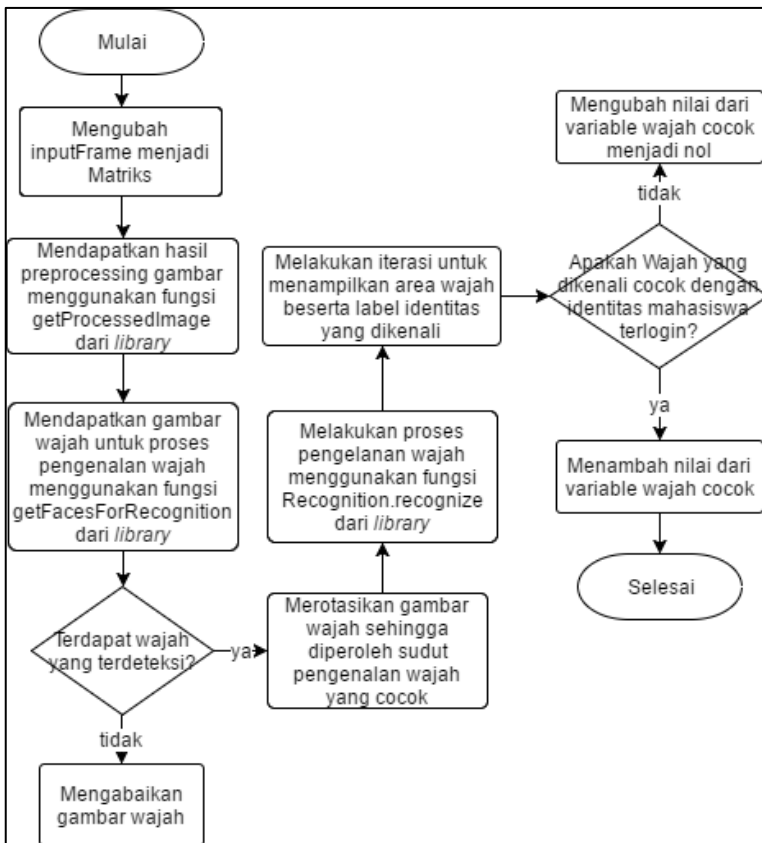 Mulai
Mengubah
inputFrame menjadi
Matriks
Mendapatkan hasil
preprocessing gambar
menggunakan fungsi
getProcessedImage
dari library
Mendapatkan gambar
wajah untuk proses
pengenalan wajah
menggunakan fungsi
getFacesForRecognition
dari library
Terdapat wajah
yang terdeteksi?
ya
tidak
Mengabaikan
gambar wajah
Merotasikan gambar
wajah sehingga
diperoleh sudut
pengenalan wajah
yang cocok
Melakukan proses
pengelanan wajah
menggunakan fungsi
Recognition.recognize
dari library
Melakukan iterasi untuk
menampilkan area wajah
beserta label identitas
yang dikenali
Apakah Wajah yang
dikenali cocok dengan
identitas mahasiswa
terlogin?
tidak
Mengubah nilai dari
variable wajah cocok
menjadi nol
ya
Menambah nilai dari
variable wajah cocok
Selesai